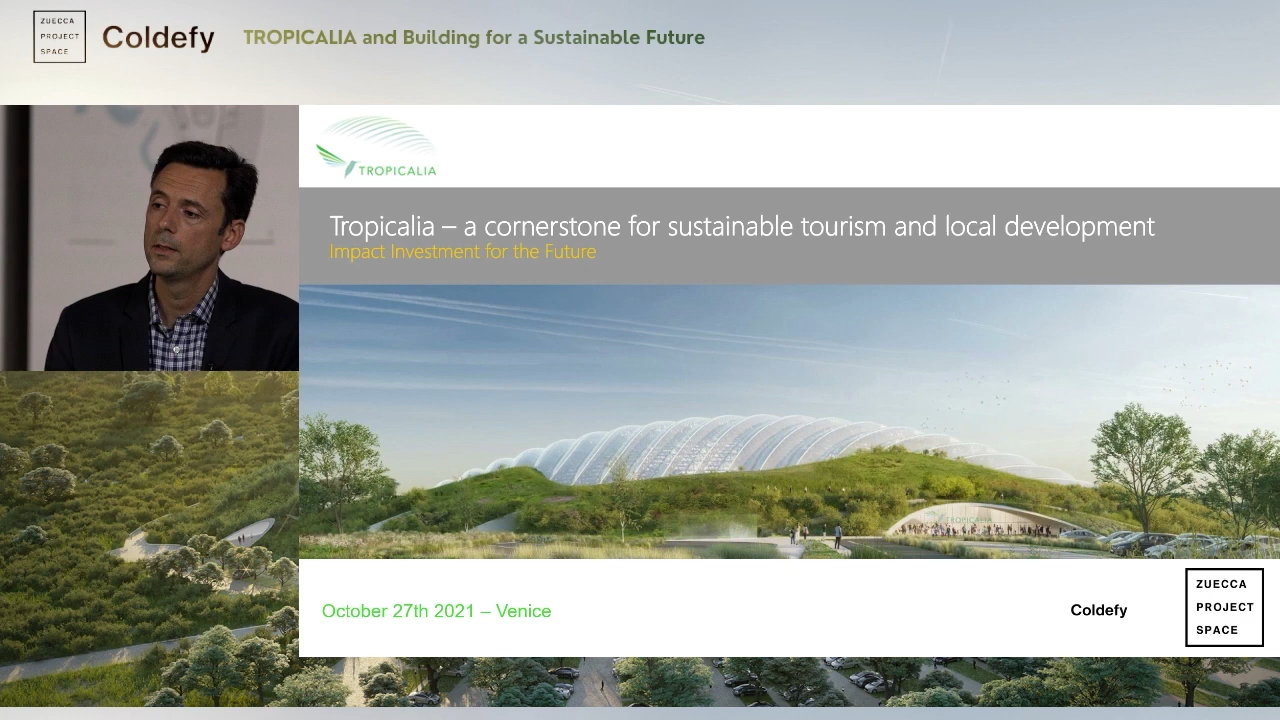 ZUECCA
PROJECT
SPACE
Coldefy
TROPICALIA and Building for a Sustainable Future
TROPICALIA
Tropicalia – a cornerstone for sustainable tourism and local development
Impact Investment for the Future
TROPICALIA
October 27th 2021 – Venice
Coldefy
ZUECCA
PROJECT
SPACE